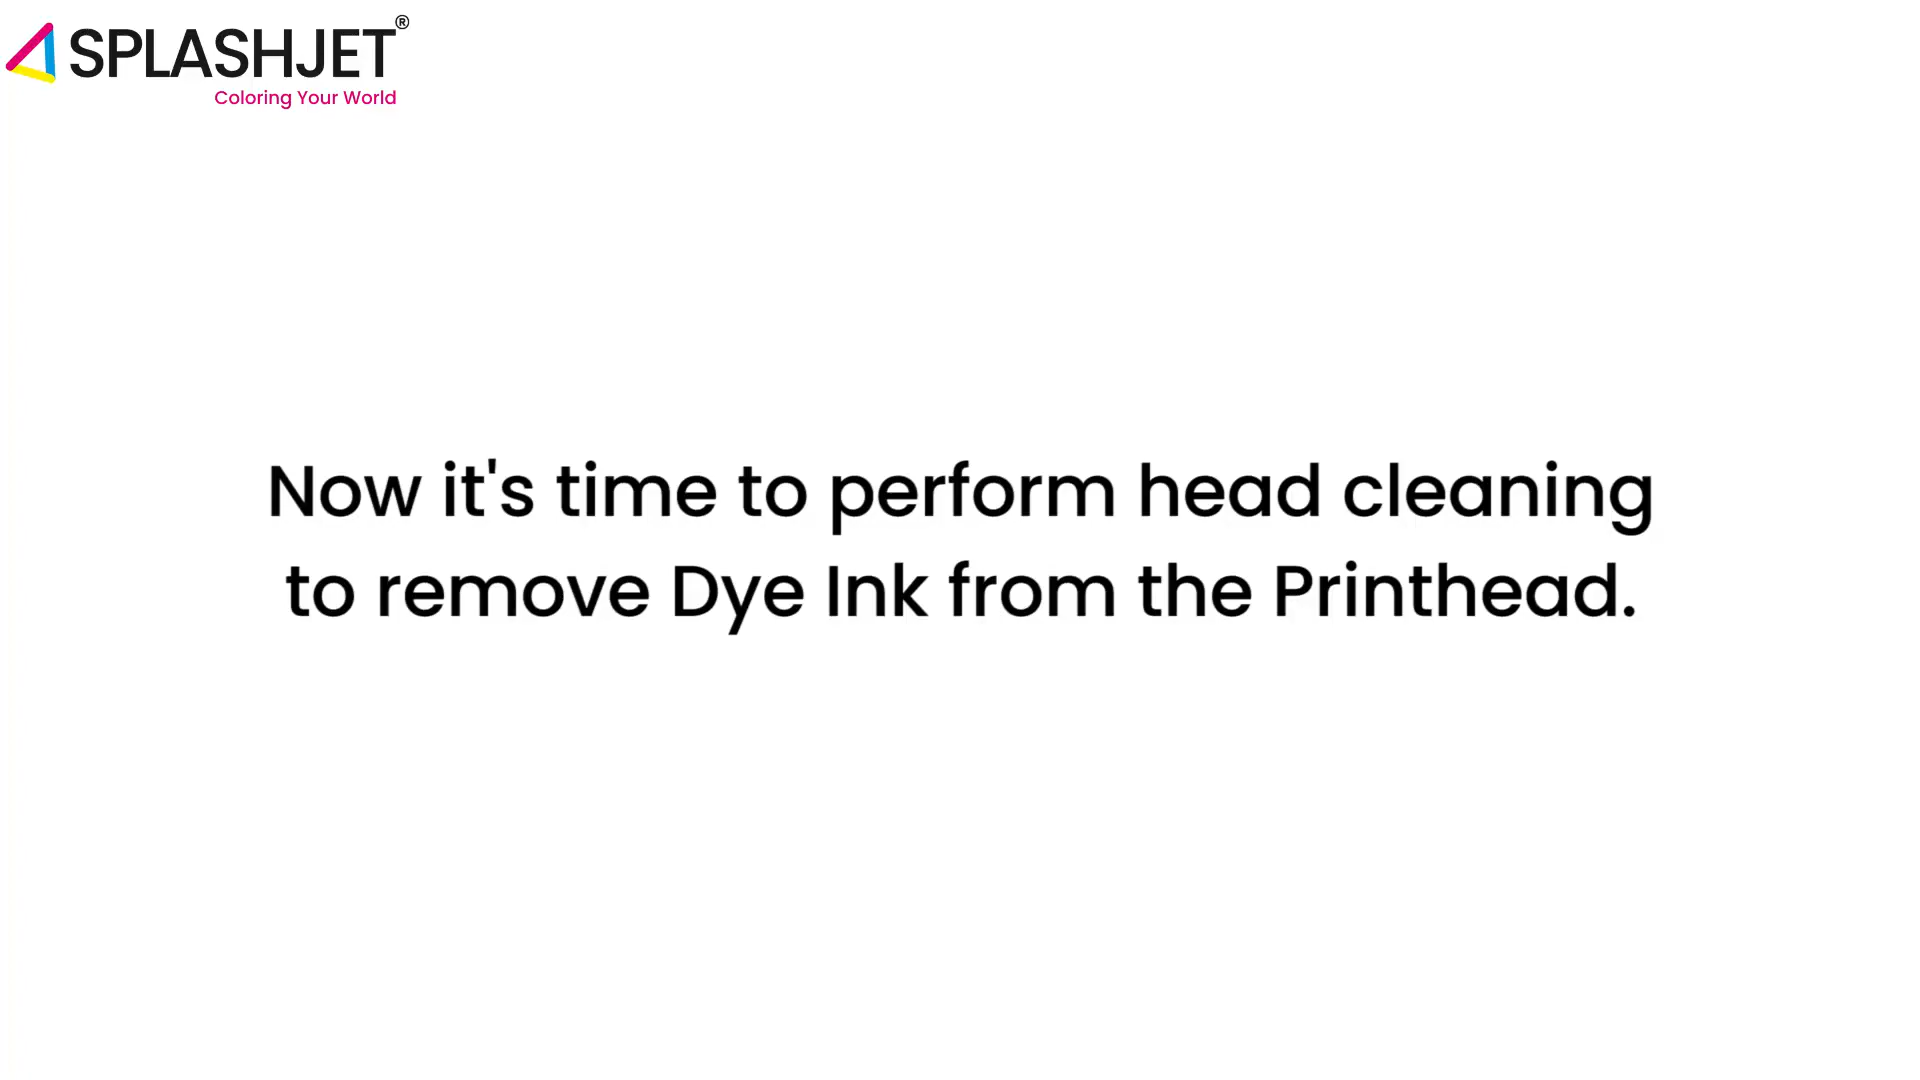 SPLASHJET®
Coloring Your World
Now it's time to perform head cleaning
to remove Dye Ink from the Printhead.